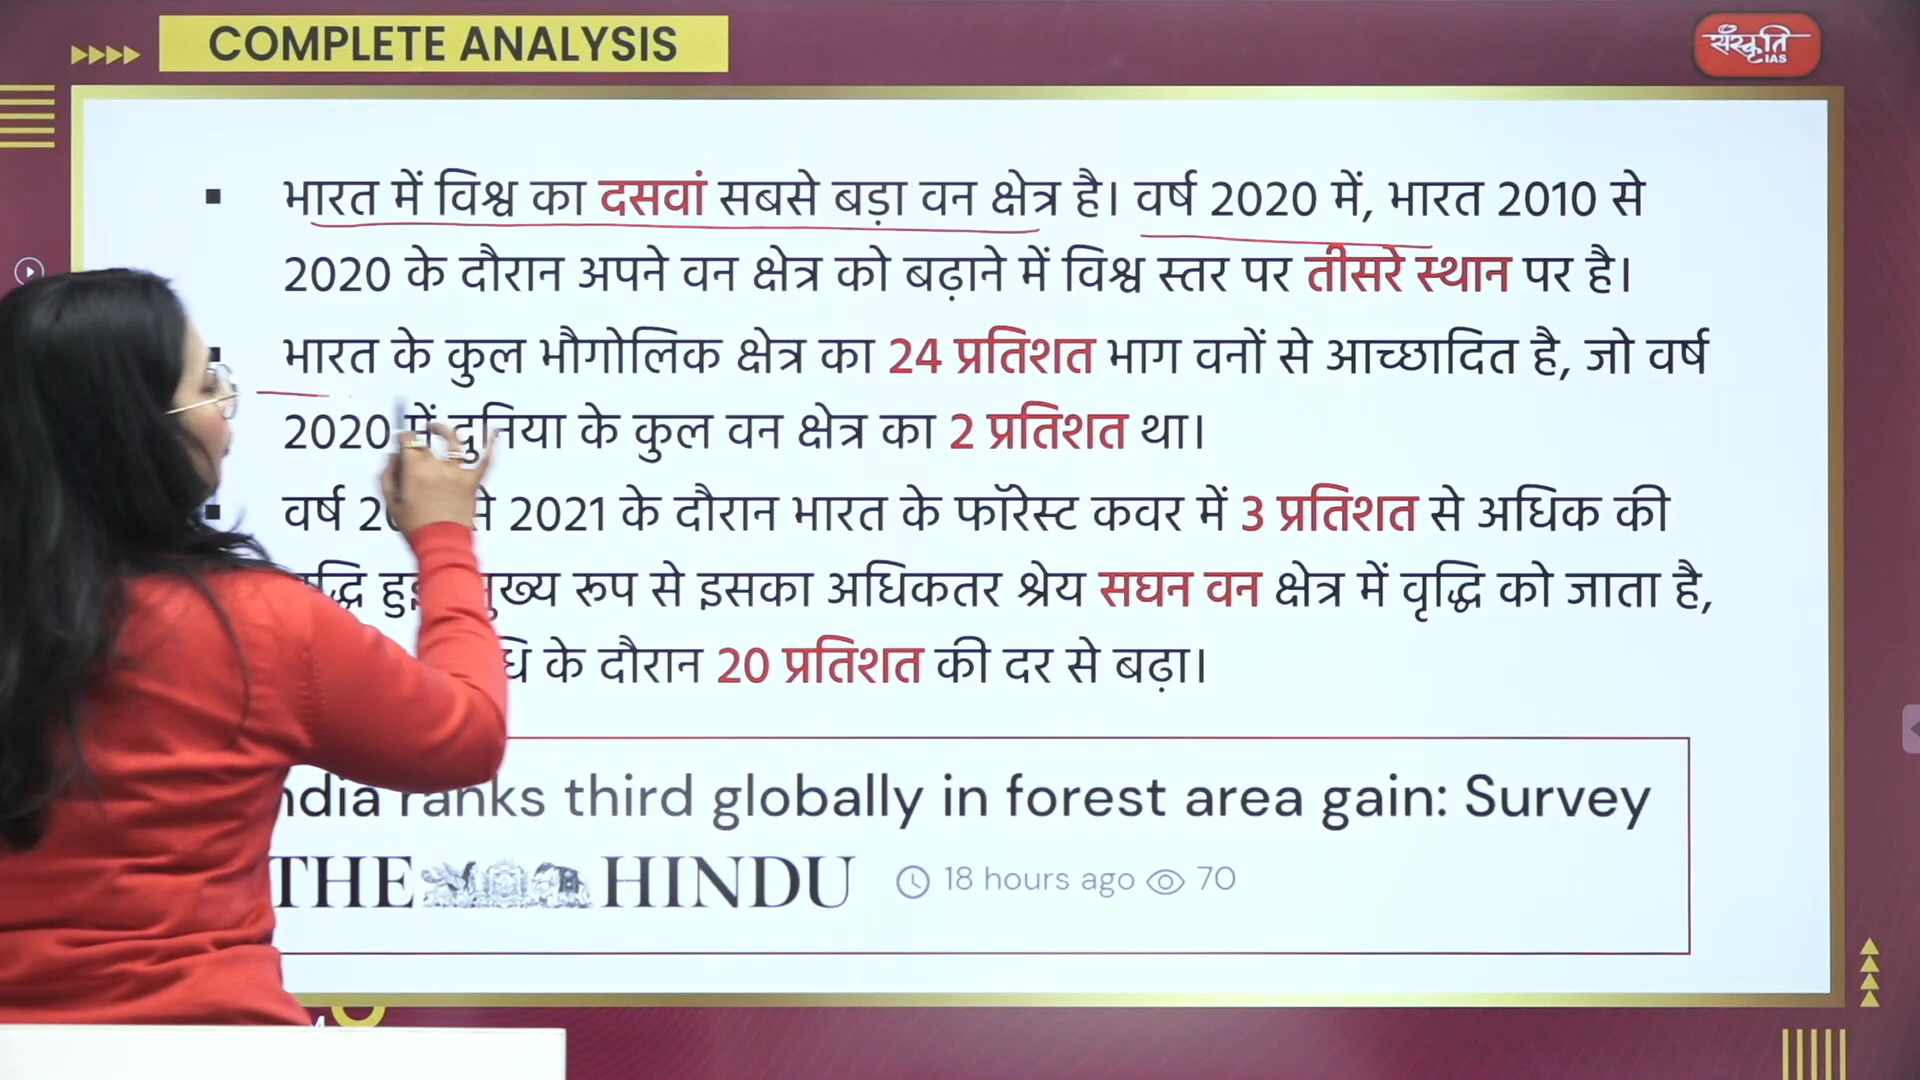 COMPLETE ANALYSIS
संस्कृति
IAS
▪ भारत में विश्व का दसवां सबसे बड़ा वन क्षेत्र है। वर्ष 2020 में, भारत 2010 से
2020 के दौरान अपने वन क्षेत्र को बढ़ाने में विश्व स्तर पर तीसरे स्थान पर है।
भारत के कुल भौगोलिक क्षेत्र का 24 प्रतिशत भाग वनों से आच्छादित है, जो वर्ष
2020 में दुनिया के कुल वन क्षेत्र का 2 प्रतिशत था।
वर्ष 2021 के दौरान भारत के फॉरेस्ट कवर में 3 प्रतिशत से अधिक की
रूप से इसका अधिकतर श्रेय सघन वन क्षेत्र में वृद्धि को जाता है,
के दौरान 20 प्रतिशत की दर से बढ़ा।
ranks third globally in forest area gain: Survey
THE HINDU 18 hours ago 70